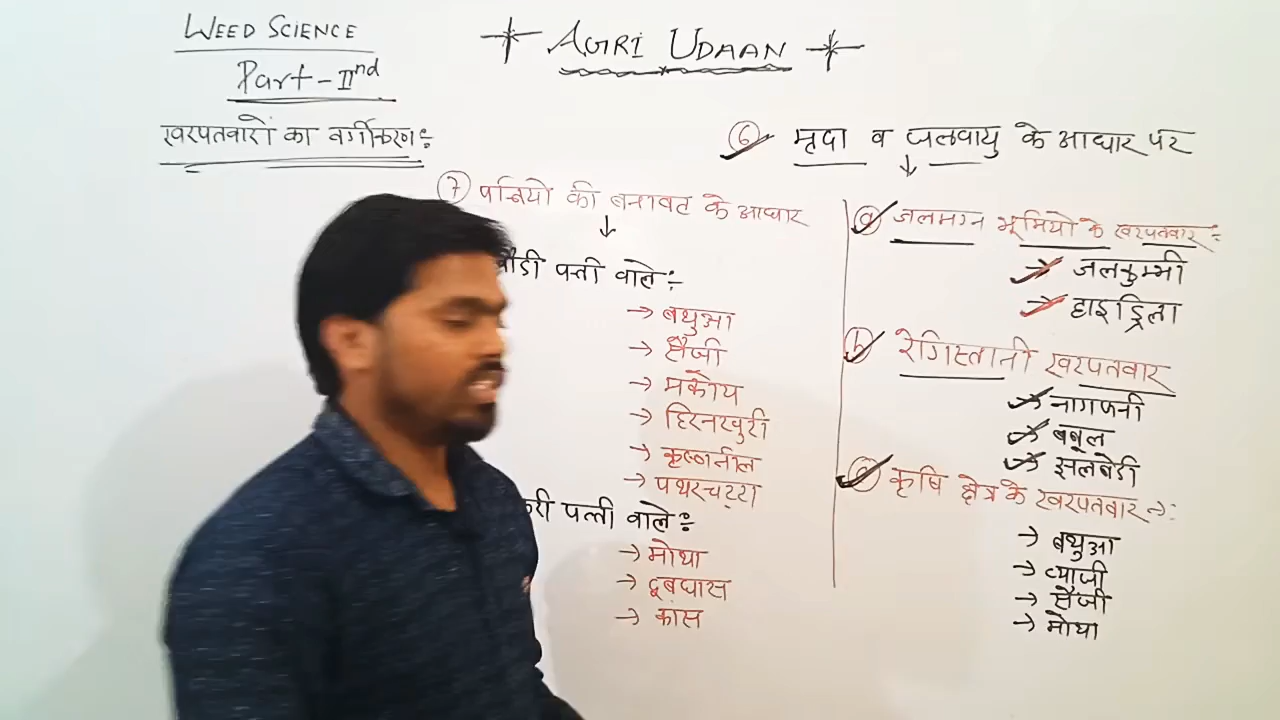 WEED SCIENCE
Part-IInd
खरपतवारों का वर्गीकरण:
AGRI UDAAN
⑦ पत्तियो की बनावट के आधार
↓
चौडी पत्ती वाले:
→ बथुआ
→ सैंजी
→ मकोय
→ हिरनखुरी
→ कृष्णनील
→ पथरचट्टा
पत्ती वाले:
→ मोथा
→ दूबघास
→ कांस
⑥ मृदा व जलवायु के आधार पर
↓
ⓐ जलमग्न भूमियो के खरपतवार:
→ जलकुम्भी
→ हाइड्रिला
ⓑ रेगिस्तानी खरपतवार
→ नागफनी
→ बबूल
→ झलबेडी
ⓒ कृषि क्षेत्र के खरपतवार →:
→ बथुआ
→ प्याजी
→ सैंजी
→ मोथा